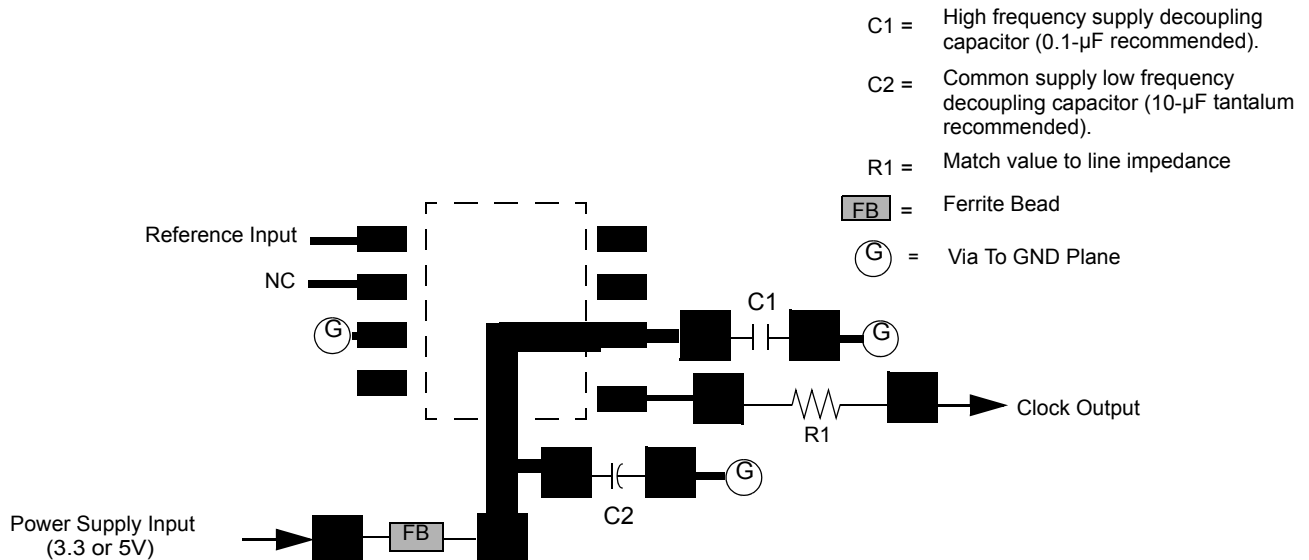 C1 = High frequency supply decoupling
capacitor (0.1-µF recommended).
C2 = Common supply low frequency
decoupling capacitor (10-µF tantalum
recommended).
R1 = Match value to line impedance
FB = Ferrite Bead
G = Via To GND Plane
Reference Input
NC
G
C1
G
Clock Output
R1
G
C2
Power Supply Input
(3.3 or 5V)
FB